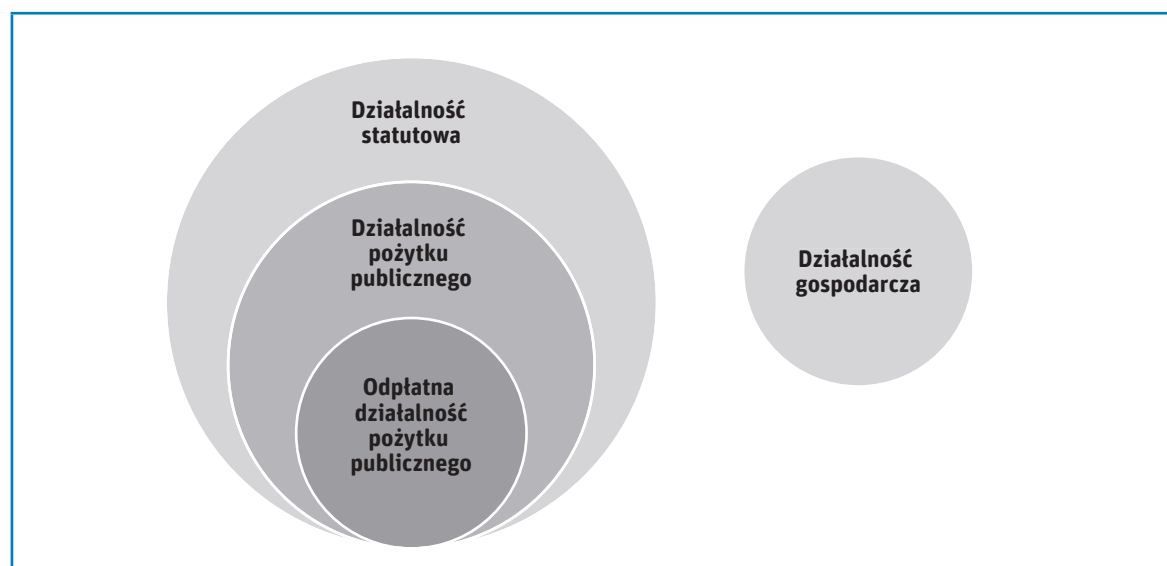 Działalność
statutowa
Działalność
pożytku
publicznego
Odpłatna
działalność
pożytku
publicznego
Działalność
gospodarcza